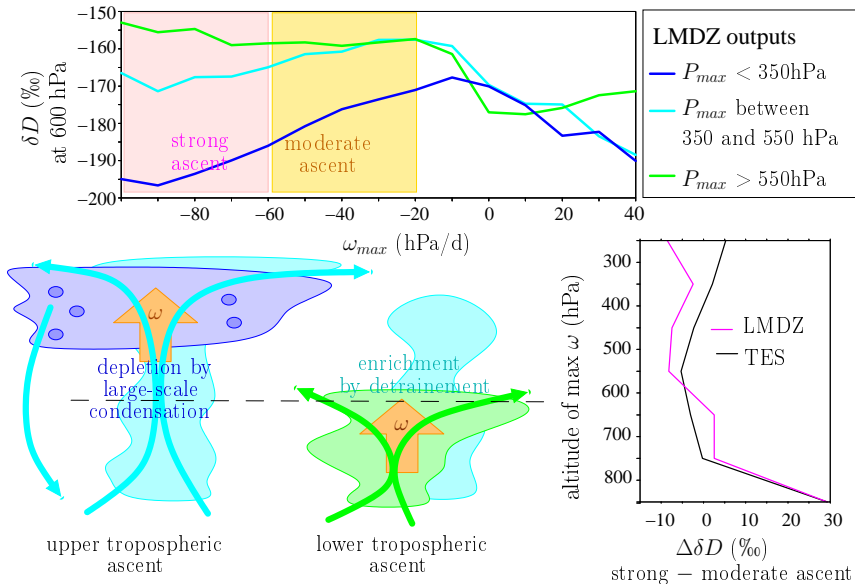 −150
−160
−170
−180
−190
−200
δD (‰)
at 600 hPa
strong
ascent
moderate
ascent
−80
−60
−40
−20
0
20
40
ω_max (hPa/d)
LMDZ outputs
P_max < 350hPa
P_max between
350 and 550 hPa
P_max > 550hPa
ω
depletion by
large-scale
condensation
upper tropospheric
ascent
enrichment
by detrainement
ω
lower tropospheric
ascent
altitude of max ω (hPa)
300
400
500
600
700
800
LMDZ
TES
−10
0
10
20
30
ΔδD (‰)
strong − moderate ascent